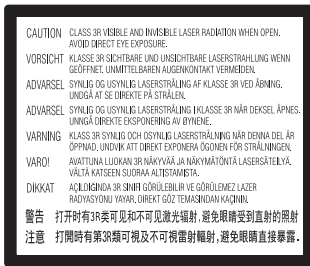 CAUTION CLASS 3R VISIBLE AND INVISIBLE LASER RADIATION WHEN OPEN.
AVOID DIRECT EYE EXPOSURE.
VORSICHT KLASSE 3R SICHTBARE UND UNSICHTBARE LASERSTRAHLUNG WENN
GEÖFFNET. UNMITTELBAREN AUGENKONTAKT VERMEIDEN.
ADVARSEL SYNLIG OG USYNLIG LASERSTRÅLING AF KLASSE 3R VED ÅBNING.
UNDGÅ AT SE DIREKTE PÅ STRÅLEN.
ADVARSEL SYNLIG OG USYNLIG LASERSTRÅLING I KLASSE 3R NÅR DEKSEL ÅPNES.
UNNGÅ DIREKTE EKSPONERING AV ØYNENE.
VARNING KLASS 3R SYNLIG OCH OSYNLIG LASERSTRÅLNING NÄR DENNA DEL ÄR
ÖPPNAD. UNDVIK ATT DIREKT EXPONERA ÖGONEN FÖR STRÅLNINGEN.
VARO! AVATTUNA LUOKAN 3R NÄKYVÄÄ JA NÄKYMÄTÖNTÄ LASERSÄTEILYÄ.
VÄLTÄ KATSEEN SUORAA ALTISTAMISTA.
DİKKAT AÇILDIĞINDA 3R SINIFI GÖRÜLEBİLİR VE GÖRÜLEMEZ LAZER
RADYASYONU YAYAR. DİREKT GÖZ TEMASINDAN KAÇININ.
警告 打开时有3R类可见和不可见激光辐射,避免眼睛受到直射的照射
注意 打開時有第3R類可視及不可視雷射輻射,避免眼睛直接暴露。